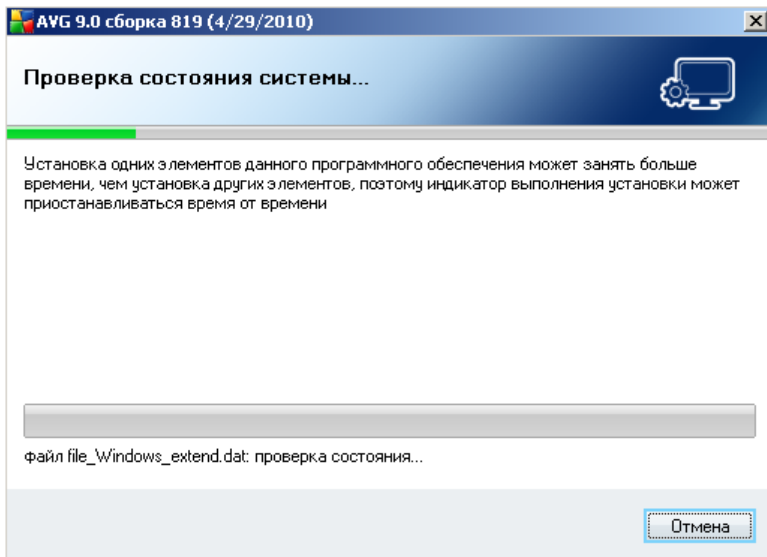 AVG 9.0 сборка 819 (4/29/2010)
Проверка состояния системы...
Установка одних элементов данного программного обеспечения может занять больше
времени, чем установка других элементов, поэтому индикатор выполнения установки может
приостанавливаться время от времени
файл file_Windows_extend.dat: проверка состояния...
Отмена